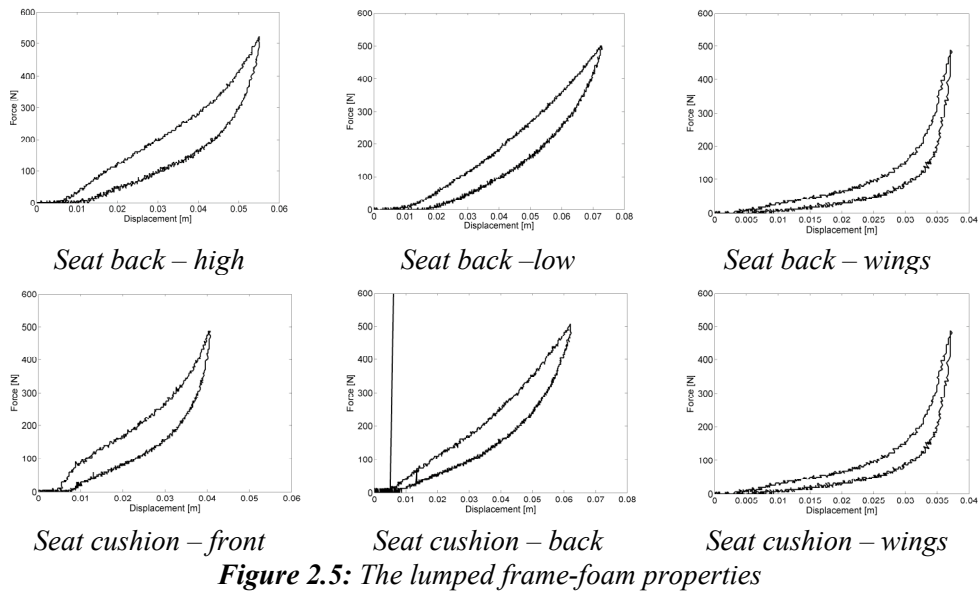 600
500
400
300
200
100
0
Force [N]
0 0.01 0.02 0.03 0.04 0.05 0.06
Displacement [m]
Seat back – high
600
500
400
300
200
100
0
Force [N]
0 0.01 0.02 0.03 0.04 0.05 0.06 0.07 0.08
Displacement [m]
Seat back –low
600
500
400
300
200
100
0
Force [N]
0 0.005 0.01 0.015 0.02 0.025 0.03 0.035 0.04
Displacement [m]
Seat back – wings
600
500
400
300
200
100
0
Force [N]
0 0.01 0.02 0.03 0.04 0.05 0.06
Displacement [m]
Seat cushion – front
600
500
400
300
200
100
0
Force [N]
0 0.01 0.02 0.03 0.04 0.05 0.06 0.07 0.08
Displacement [m]
Seat cushion – back
600
500
400
300
200
100
0
Force [N]
0 0.005 0.01 0.015 0.02 0.025 0.03 0.035 0.04
Displacement [m]
Seat cushion – wings
Figure 2.5: The lumped frame-foam properties